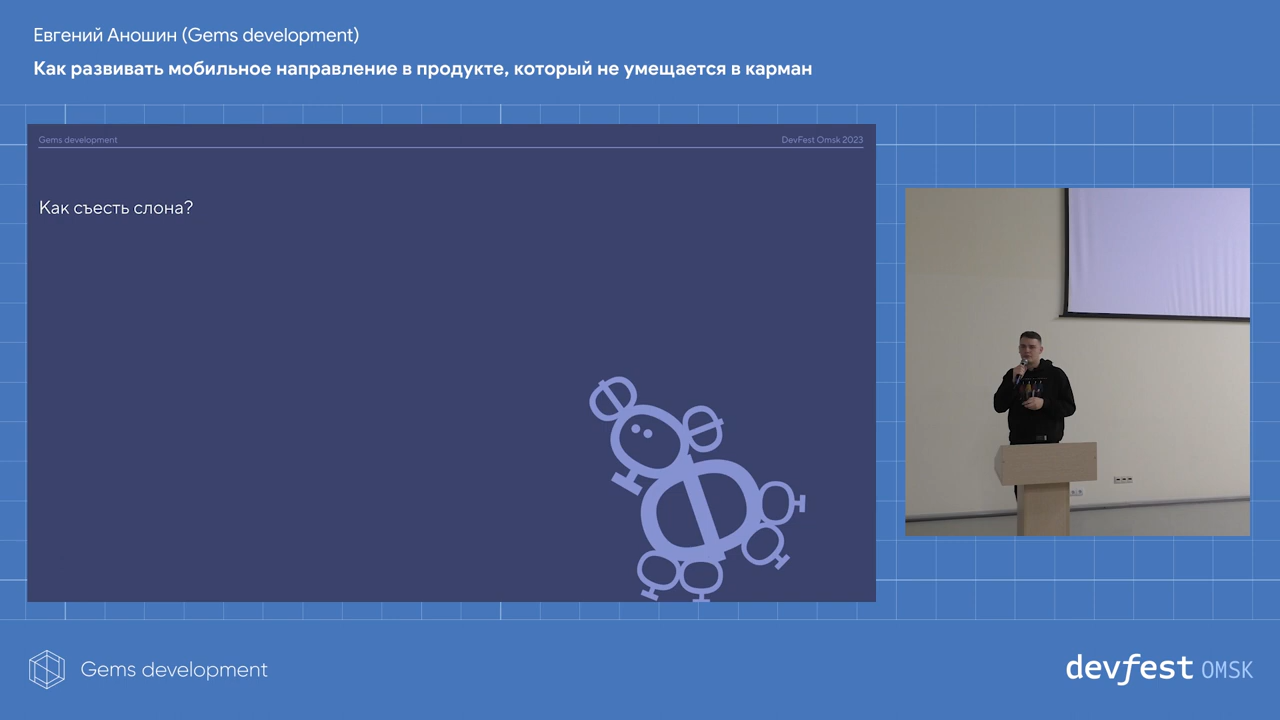 Евгений Аношин (Gems development)
Как развивать мобильное направление в продукте, который не умещается в карман
Gems development
DevFest Omsk 2023
Как съесть слона?
Gems development
devfest OMSK